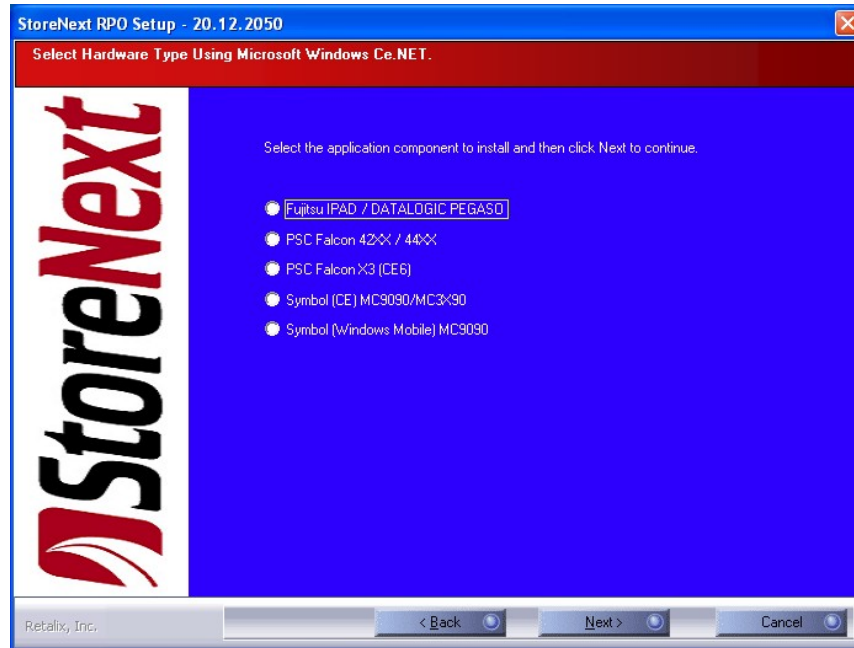 StoreNext RPO Setup - 20.12.2050
Select Hardware Type Using Microsoft Windows Ce.NET.
StoreNext
Select the application component to install and then click Next to continue.
Fujitsu IPAD / DATALOGIC PEGASO
PSC Falcon 42XX / 44XX
PSC Falcon X3 (CE6)
Symbol (CE) MC9090/MC3X90
Symbol (Windows Mobile) MC9090
Retalix, Inc.
< Back
Next >
Cancel